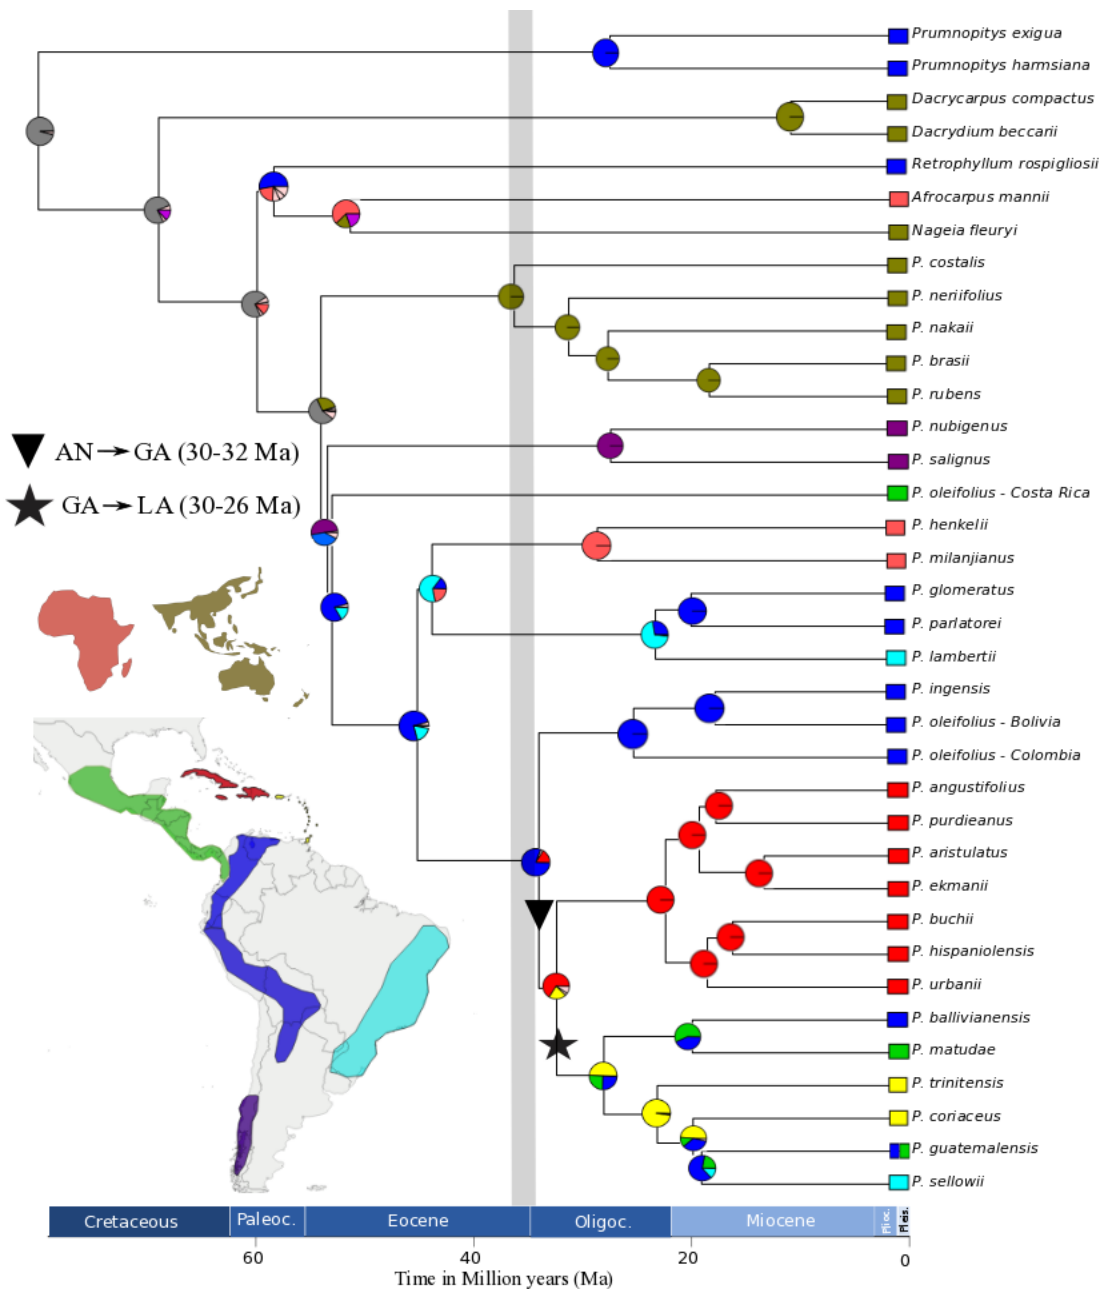 Prumnopitys exigua
Prumnopitys harmsiana
Dacrycarpus compactus
Dacrydium beccarii
Retrophyllum rospigliosii
Afrocarpus mannii
Nageia fleuryi
P. costalis
P. neriifolius
P. nakaii
P. brasii
P. rubens
P. nubigenus
P. salignus
P. oleifolius - Costa Rica
P. henkelii
P. milanjianus
P. glomeratus
P. parlatorei
P. lambertii
P. ingensis
P. oleifolius - Bolivia
P. oleifolius - Colombia
P. angustifolius
P. purdieanus
P. aristulatus
P. ekmanii
P. buchii
P. hispaniolensis
P. urbanii
P. ballivianensis
P. matudae
P. trinitensis
P. coriaceus
P. guatemalensis
P. sellowii
AN→GA (30-32 Ma)
GA→LA (30-26 Ma)
Cretaceous Paleoc. Eocene Oligoc. Miocene Plioc. Pleis.
60 40 20 0
Time in Million years (Ma)